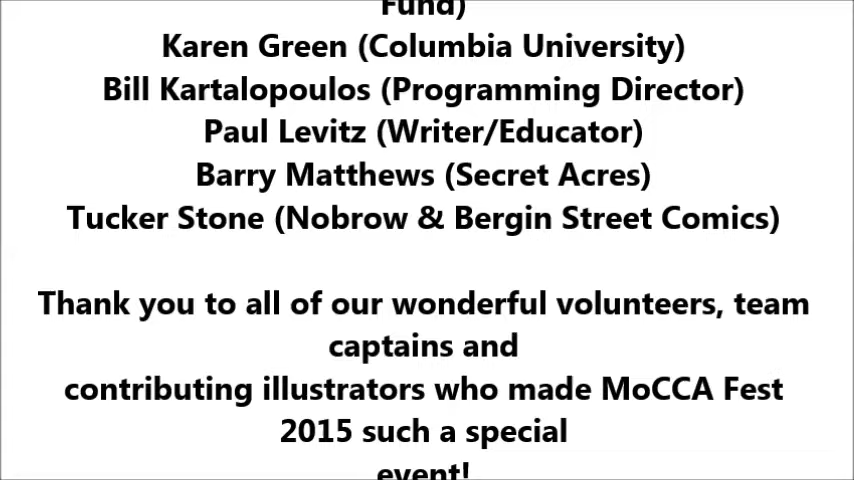 Fund)
Karen Green (Columbia University)
Bill Kartalopoulos (Programming Director)
Paul Levitz (Writer/Educator)
Barry Matthews (Secret Acres)
Tucker Stone (Nobrow & Bergin Street Comics)
Thank you to all of our wonderful volunteers, team
captains and
contributing illustrators who made MoCCA Fest
2015 such a special
event!